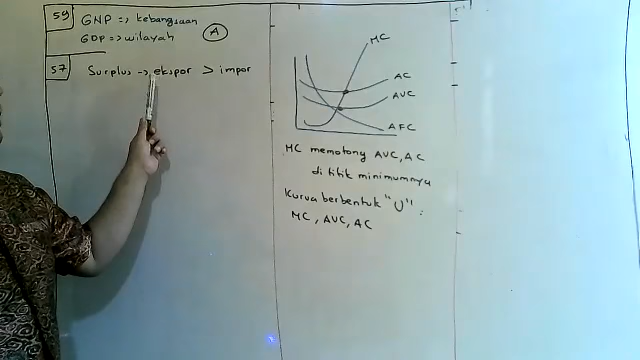 59 GNP => kebangsaan
GDP => wilayah A
57 Surplus -> ekspor > impor
MC
AC
AVC
AFC
MC memotong AVC, AC
di titik minimumnya
Kurva berbentuk "U" :
MC, AVC, AC